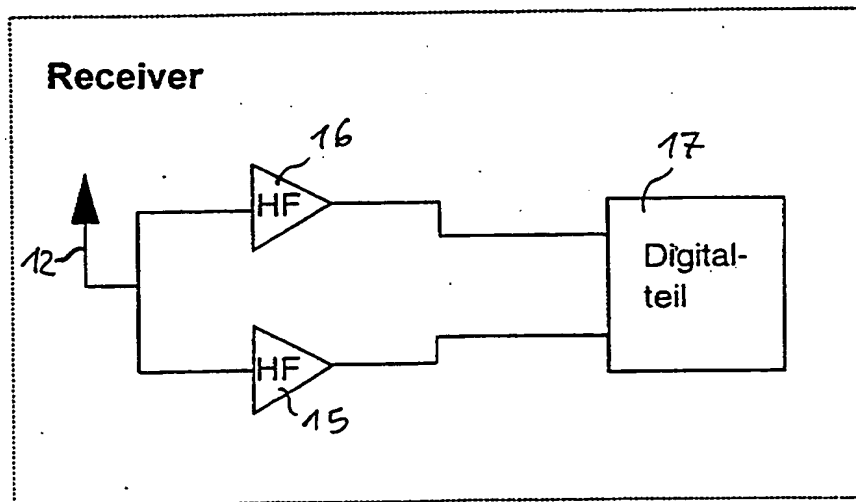 Receiver
16
HF
17
12
Digital-
teil
HF
15